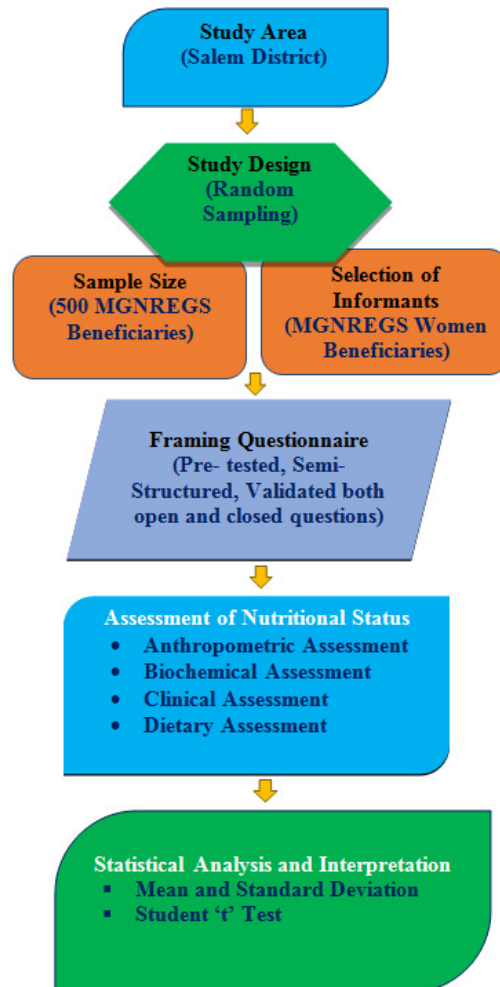 Study Area
(Salem District)
Study Design
(Random
Sampling)
Sample Size
(500 MGNREGS
Beneficiaries)
Selection of
Informants
(MGNREGS Women
Beneficiaries)
Framing Questionnaire
(Pre- tested, Semi-
Structured, Validated both
open and closed questions)
Assessment of Nutritional Status
• Anthropometric Assessment
• Biochemical Assessment
• Clinical Assessment
• Dietary Assessment
Statistical Analysis and Interpretation
▪ Mean and Standard Deviation
▪ Student ‘t’ Test